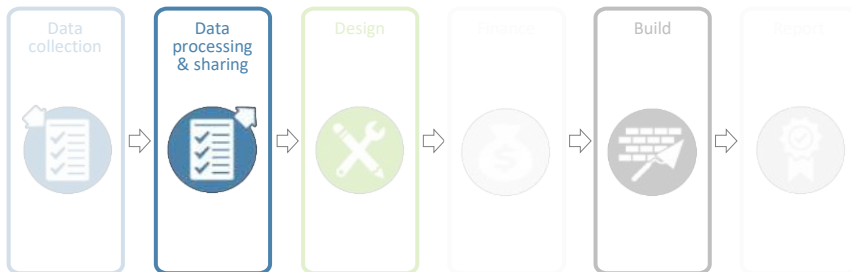 Data
collection
Data
processing
& sharing
Design
Finance
Build
Report